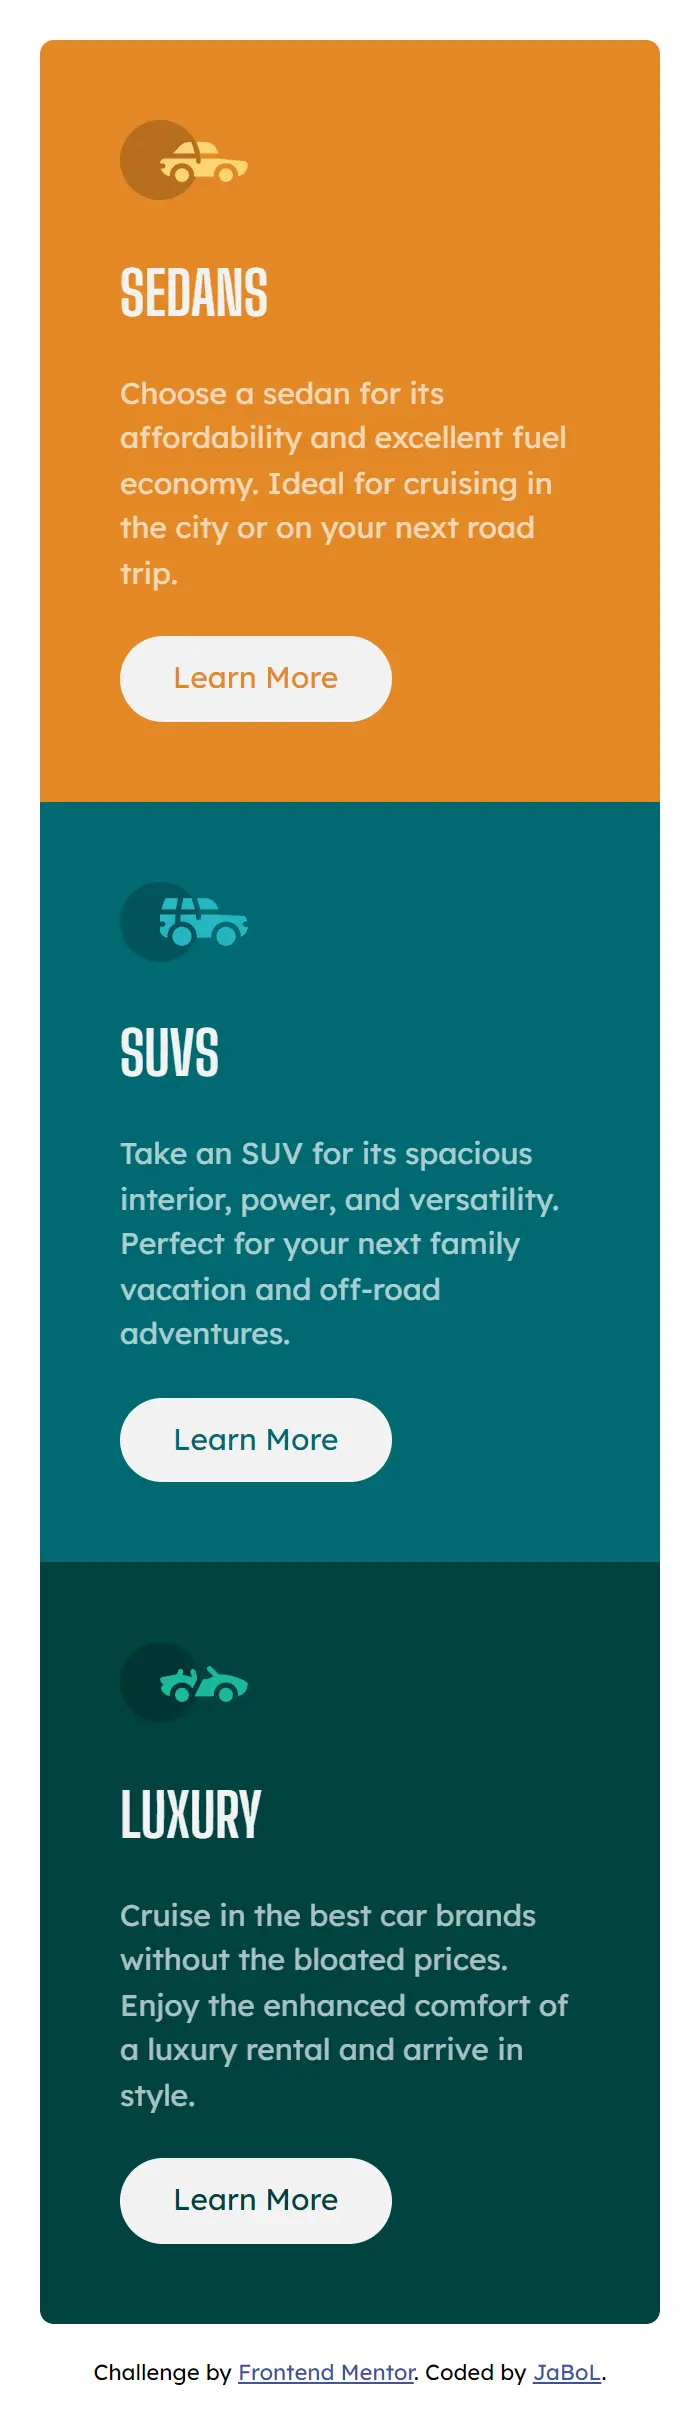 SEDANS
Choose a sedan for its
affordability and excellent fuel
economy. Ideal for cruising in
the city or on your next road
trip.
Learn More
SUVS
Take an SUV for its spacious
interior, power, and versatility.
Perfect for your next family
vacation and off-road
adventures.
Learn More
LUXURY
Cruise in the best car brands
without the bloated prices.
Enjoy the enhanced comfort of
a luxury rental and arrive in
style.
Learn More
Challenge by Frontend Mentor. Coded by JaBoL.